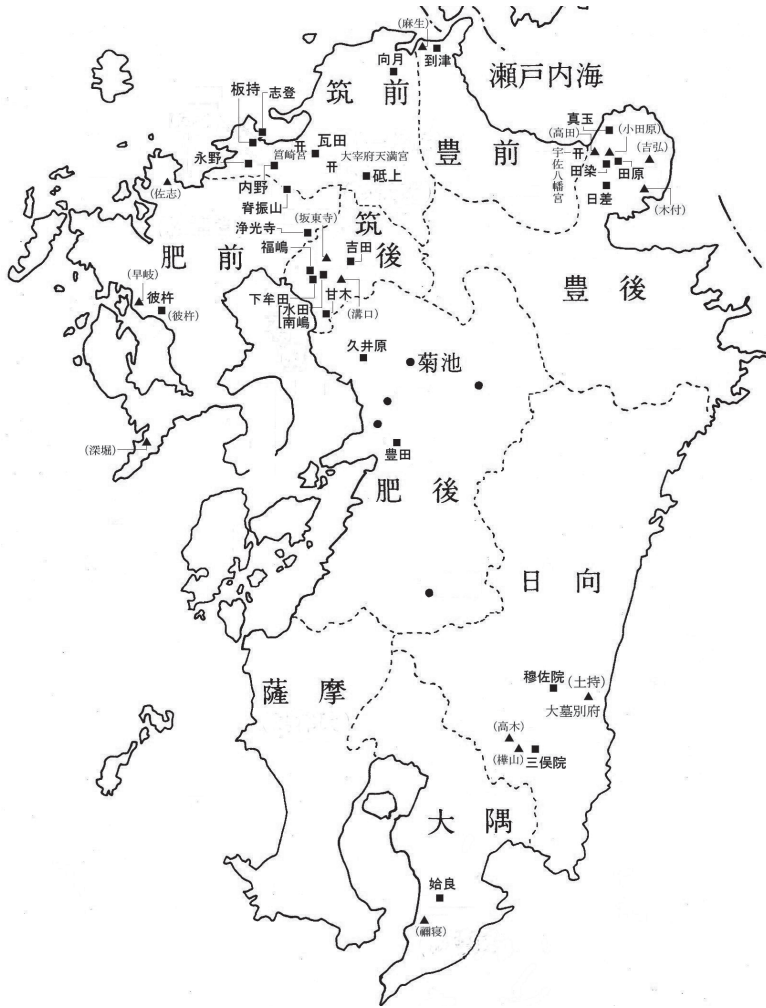 (麻生)
到津
向月
瀬戸内海
筑前
板持
志登
真玉
(高田)
(小田原)
瓦田
筥崎宮
大宰府天満宮
豊前
宇佐八幡宮
田染
田原
(吉弘)
永野
内野
砥上
(佐志)
日差
(木付)
脊振山
(坂東寺)
浄光寺
筑後
福嶋
吉田
肥前
豊後
(早岐)
彼杵
(彼杵)
下牟田
水田
南嶋
甘木
(溝口)
久井原
菊池
(深堀)
豊田
肥後
日向
薩摩
穆佐院
(土持)
大墓別府
(高木)
(樺山)
三俣院
大隅
姶良
(禰寝)